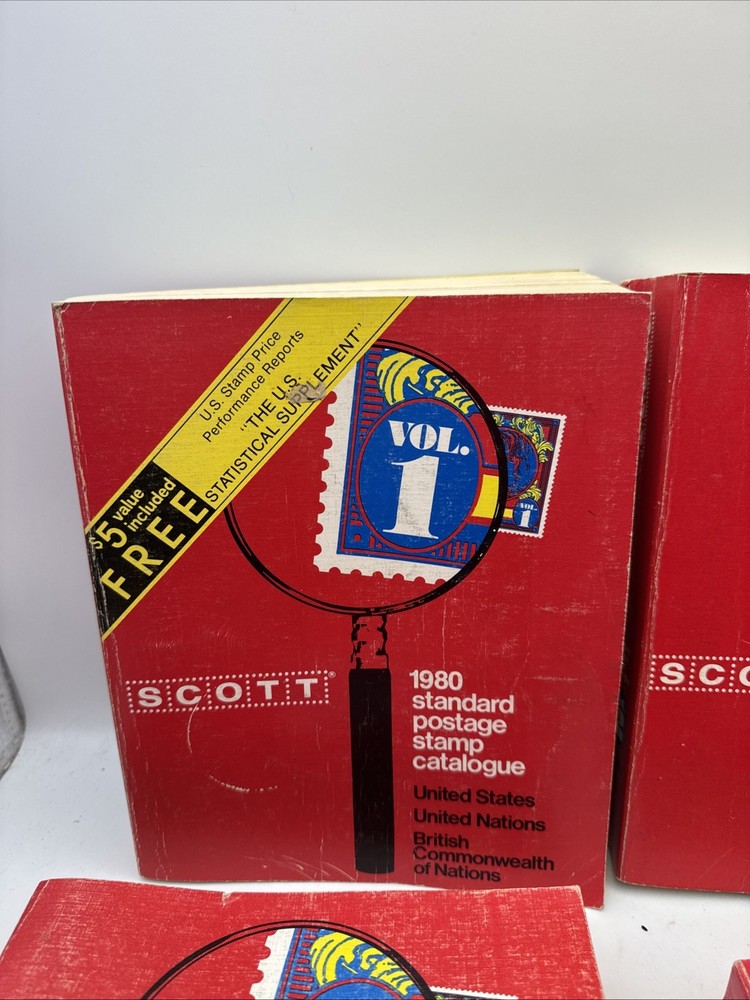 U.S. Stamp Price
Performance Reports
"THE U.S.
STATISTICAL SUPPLEMENT"
$5 value
included
FREE
VOL.
1
VOL.
1
SCOTT®
1980
standard
postage
stamp
catalogue
United States
United Nations
British
Commonwealth
of Nations
SCO